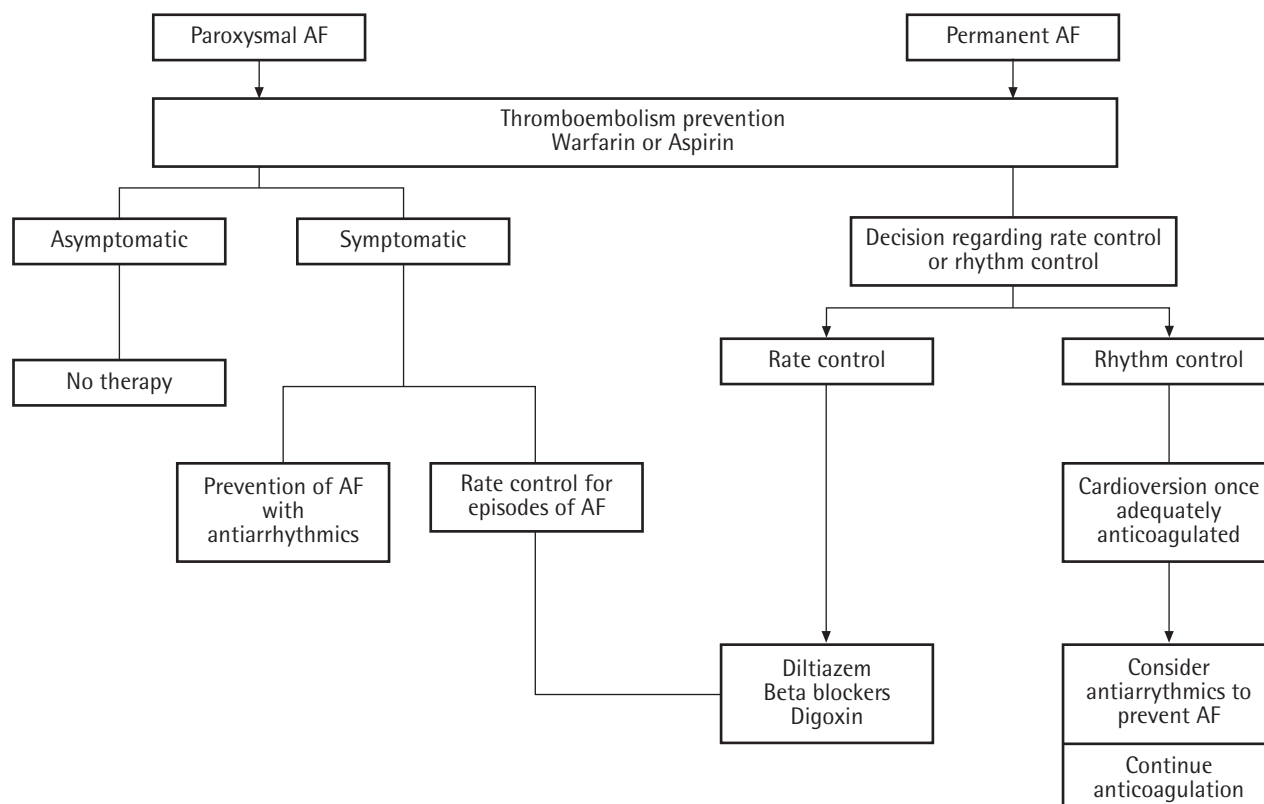 Paroxysmal AF
Permanent AF
Thromboembolism prevention
Warfarin or Aspirin
Asymptomatic
Symptomatic
Decision regarding rate control
or rhythm control
No therapy
Rate control
Rhythm control
Prevention of AF
with
antiarrhythmics
Rate control for
episodes of AF
Cardioversion once
adequately
anticoagulated
Diltiazem
Beta blockers
Digoxin
Consider
antiarrythmics to
prevent AF
Continue
anticoagulation